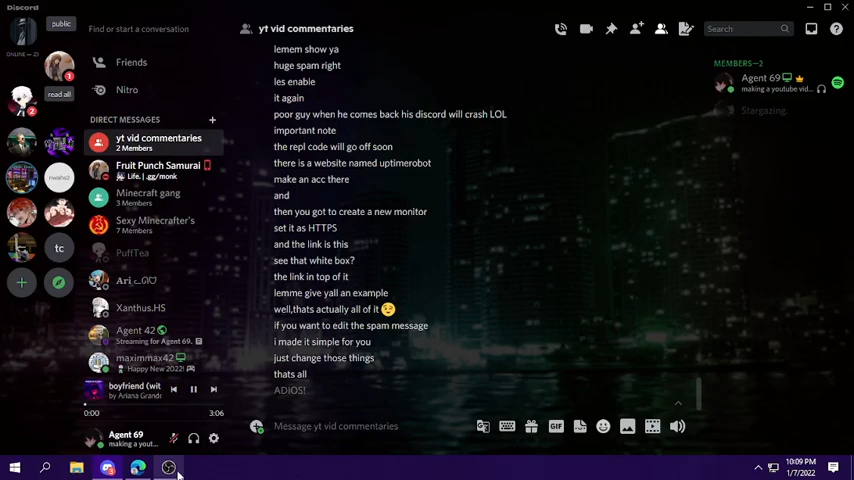 Discord
public
ONLINE — 23
read all
nwahs2
tc
Find or start a conversation
Friends
Nitro
DIRECT MESSAGES
yt vid commentaries
2 Members
Fruit Punch Samurai
Life. | .gg/monk
Minecraft gang
3 Members
Sexy Minecrafter's
7 Members
PuffTea
Xanthus.HS
Agent 42
Streaming for Agent 69.
maximmax42
Happy New 2022!
boyfriend (wit
by Ariana Grand
0:00
3:06
Agent 69
making a yout...
yt vid commentaries
Search
lemem show ya
huge spam right
les enable
it again
poor guy when he comes back his discord will crash LOL
important note
the repl code will go off soon
there is a website named uptimerobot
make an acc there
and
then you got to create a new monitor
set it as HTTPS
and the link is this
see that white box?
the link in top of it
lemme give yall an example
well,thats actually all of it 😉
if you want to edit the spam message
i made it simple for you
just change those things
thats all
ADIOS!
Message yt vid commentaries
GIF
MEMBERS—2
Agent 69
making a youtube vid...
Stargazing.
10:09 PM
1/7/2022